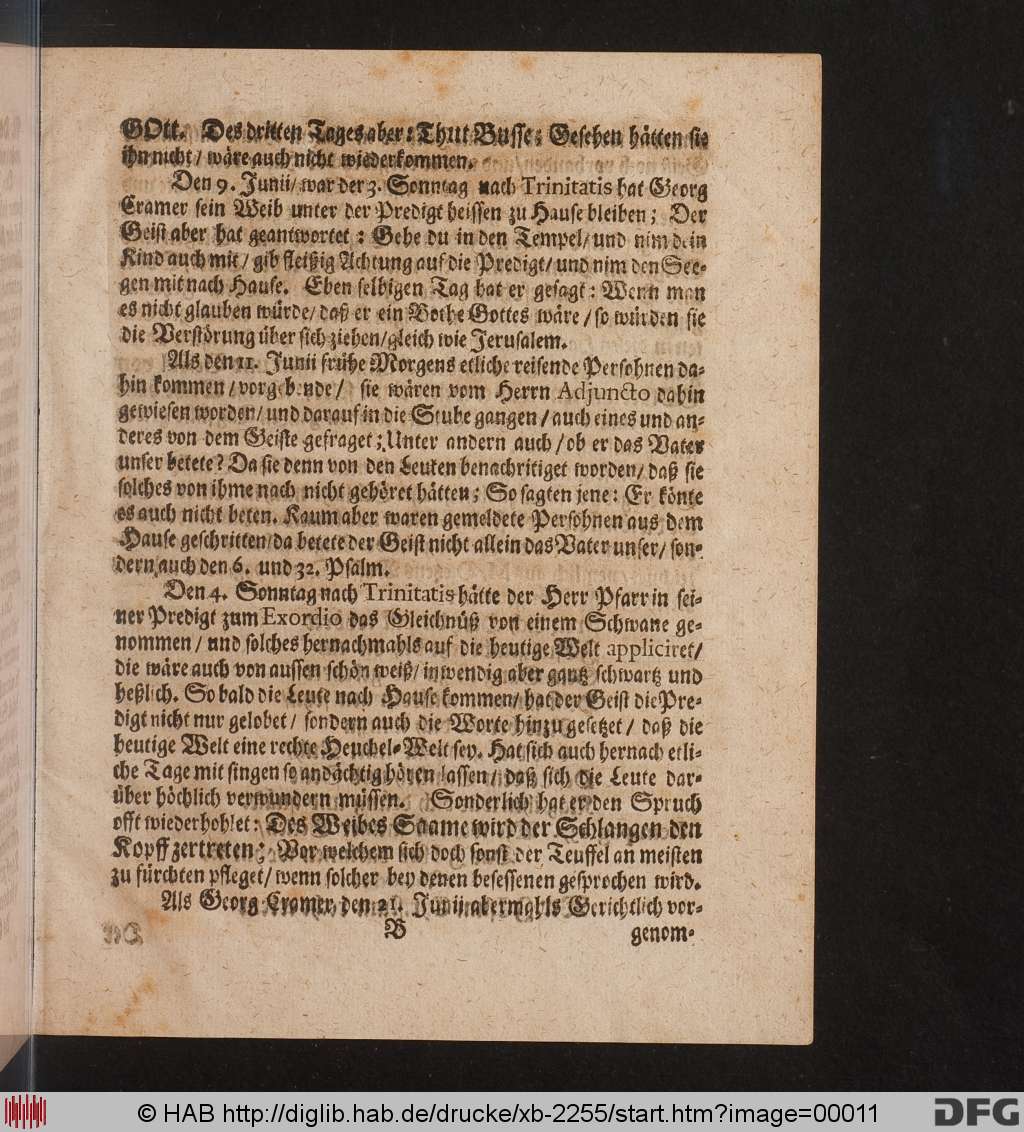 GOtt. Des dritten Tages aber: Thut Busse: Gesehen hätten sie
ihn nicht/ wäre auch nicht wiederkommen.
Den 9. Junii/ war der 3. Sonntag nach Trinitatis hat Georg
Cramer sein Weib unter der Predigt heissen zu Hause bleiben; Der
Geist aber hat geantwortet: Gehe du in den Tempel/ und nim dein
Kind auch mit/ gib fleißig Achtung auf die Predigt/ und nim den See-
gen mit nach Hause. Eben selbigen Tag hat er gesagt: Wenn man
es nicht glauben würde/ daß er ein Bothe Gottes wäre/ so würden sie
die Verstörung über sich ziehen/ gleich wie Jerusalem.
Als den 11. Junii frühe Morgens etliche reisende Persohnen da-
hin kommen/ vorgebende/ sie wären vom Herrn Adjuncto dahin
gewiesen worden/ und darauf in die Stube gangen/ auch eines und an-
deres von dem Geiste gefraget; Unter andern auch/ ob er das Vater
unser betete? Da sie denn von den Leuten benachritiget worden/ daß sie
solches von ihme nach nicht gehöret hätten; So sagten jene: Er könte
es auch nicht beten. Kaum aber waren gemeldete Persohnen aus dem
Hause geschritten/ da betete der Geist nicht allein das Vater unser/ son-
dern auch den 6. und 32. Psalm.
Den 4. Sonntag nach Trinitatis hätte der Herr Pfarr in sei-
ner Predigt zum Exordio das Gleichnüß von einem Schwane ge-
nommen/ und solches hernachmahls auf die heutige Welt appliciret/
die wäre auch von aussen schön weiß/ inwendig aber gantz schwartz und
heßlich. So bald die Leute nach Hause kommen/ hat der Geist die Pre-
digt nicht nur gelobet/ sondern auch die Worte hinzu gesetzet/ daß die
heutige Welt eine rechte Heuchel-Welt sey. Hat sich auch hernach etli-
che Tage mit singen so andächtig hören lassen/ daß sich die Leute dar-
über höchlich verwundern müssen. Sonderlich hat er den Spruch
offt wiederhohlet: Des Weibes Saame wird der Schlangen den
Kopff zertreten; Vor welchem sich doch sonst der Teuffel an meisten
zu fürchten pfleget/ wenn solcher bey denen besessenen gesprochen wird.
Als Georg Cramer, den 21. Junii abermahls Gerichtlich vor-
B genom-
© HAB http://diglib.hab.de/drucke/xb-2255/start.htm?image=00011
DFG